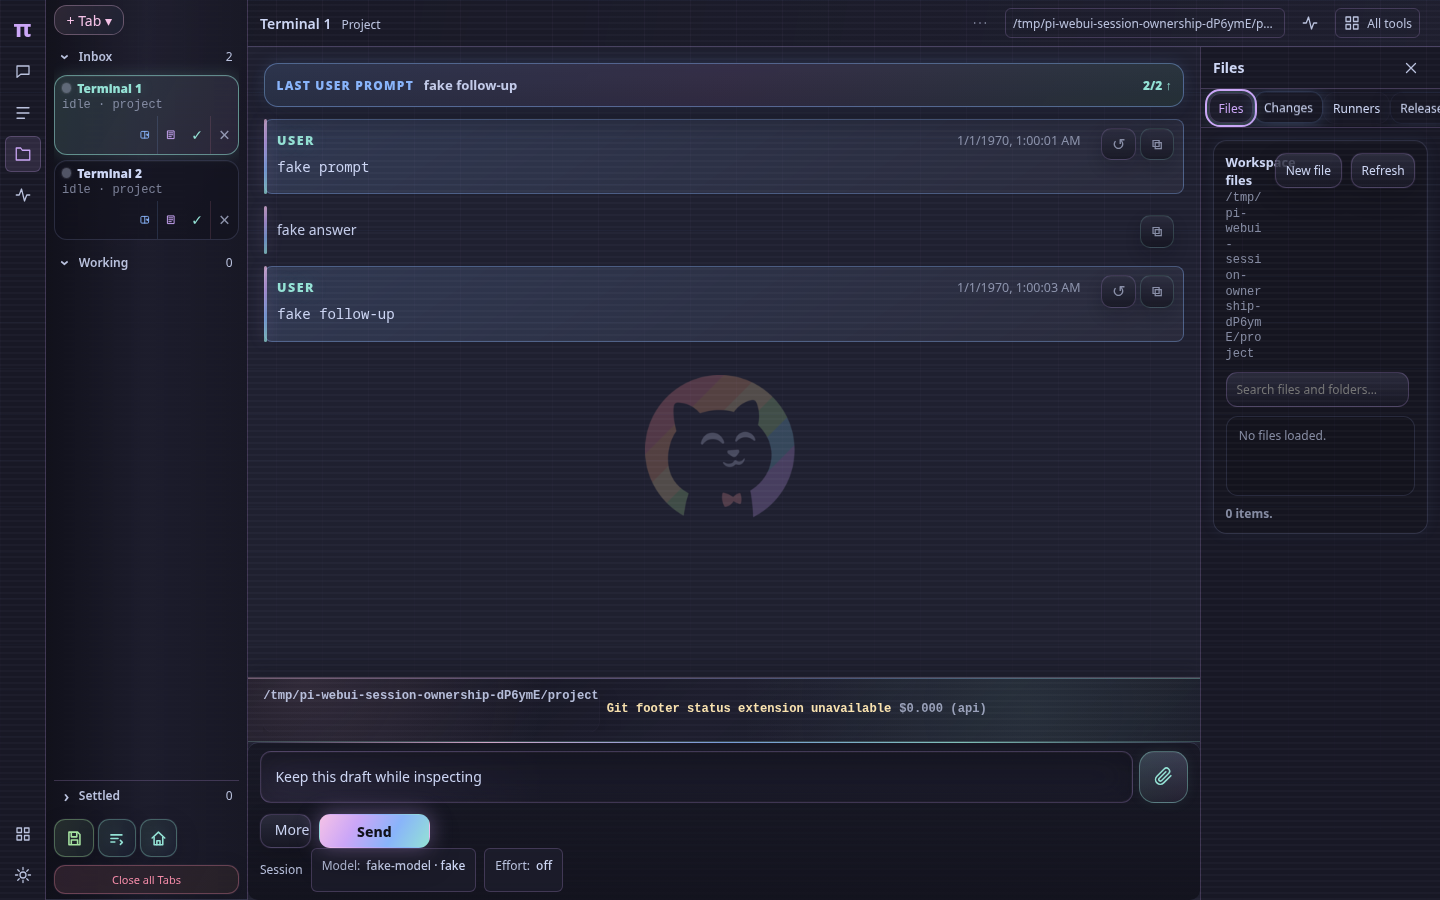 π
+ Tab ▾
Inbox 2
Terminal 1
idle · project
Terminal 2
idle · project
Working 0
Settled 0
Close all Tabs
Terminal 1 Project
··· /tmp/pi-webui-session-ownership-dP6ymE/p... All tools
LAST USER PROMPT fake follow-up 2/2 ↑
USER 1/1/1970, 1:00:01 AM
fake prompt
fake answer
USER 1/1/1970, 1:00:03 AM
fake follow-up
/tmp/pi-webui-session-ownership-dP6ymE/project
Git footer status extension unavailable $0.000 (api)
Keep this draft while inspecting
More Send
Session Model: fake-model · fake Effort: off
Files
Files Changes Runners Release
Workspace
files
New file Refresh
/tmp/
pi-
webui
-
sessi
on-
owner
ship-
dP6ym
E/pro
ject
Search files and folders...
No files loaded.
0 items.